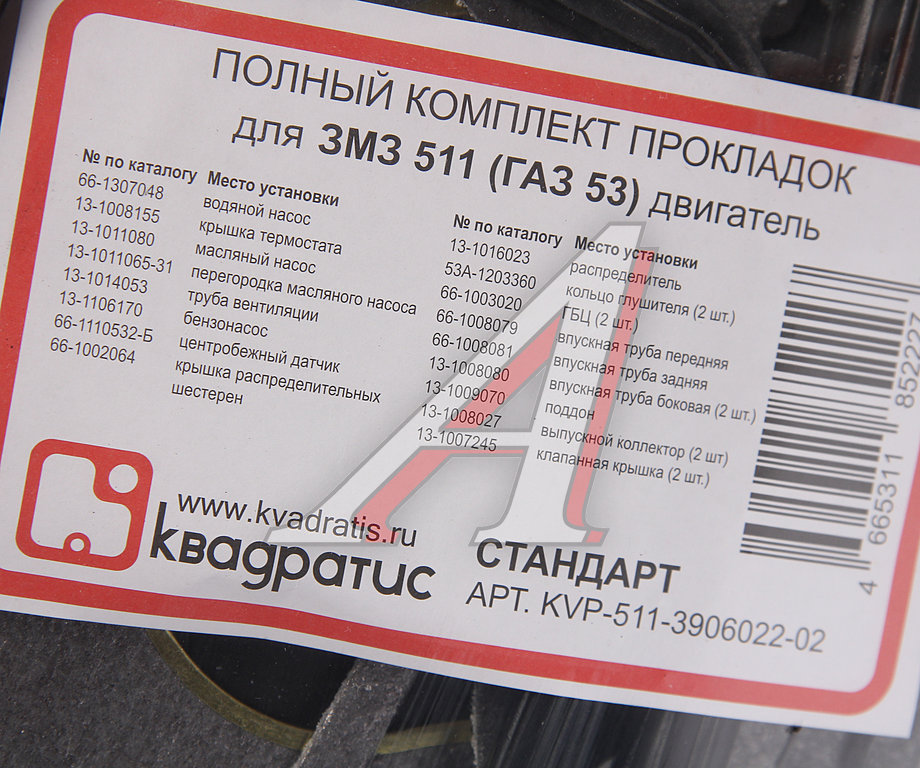 ПОЛНЫЙ КОМПЛЕКТ ПРОКЛАДОК
для ЗМЗ 511 (ГАЗ 53) двигатель
№ по каталогу Место установки
66-1307048 водяной насос
13-1008155 крышка термостата
13-1011080 масляный насос
13-1011065-31 перегородка масляного насоса
13-1014053 труба вентиляции
13-1106170 бензонасос
66-1110532-Б центробежный датчик
66-1002064 крышка распределительных
шестерен
№ по каталогу Место установки
13-1016023 распределитель
53А-1203360 кольцо глушителя (2 шт.)
66-1003020 ГБЦ (2 шт.)
66-1008079 впускная труба передняя
66-1008081 впускная труба задняя
13-1008080 впускная труба боковая (2 шт.)
13-1009070 поддон
13-1008027 выпускной коллектор (2 шт)
13-1007245 клапанная крышка (2 шт.)
4 665311 852227
www.kvadratis.ru
квадратис
СТАНДАРТ
АРТ. KVP-511-3906022-02